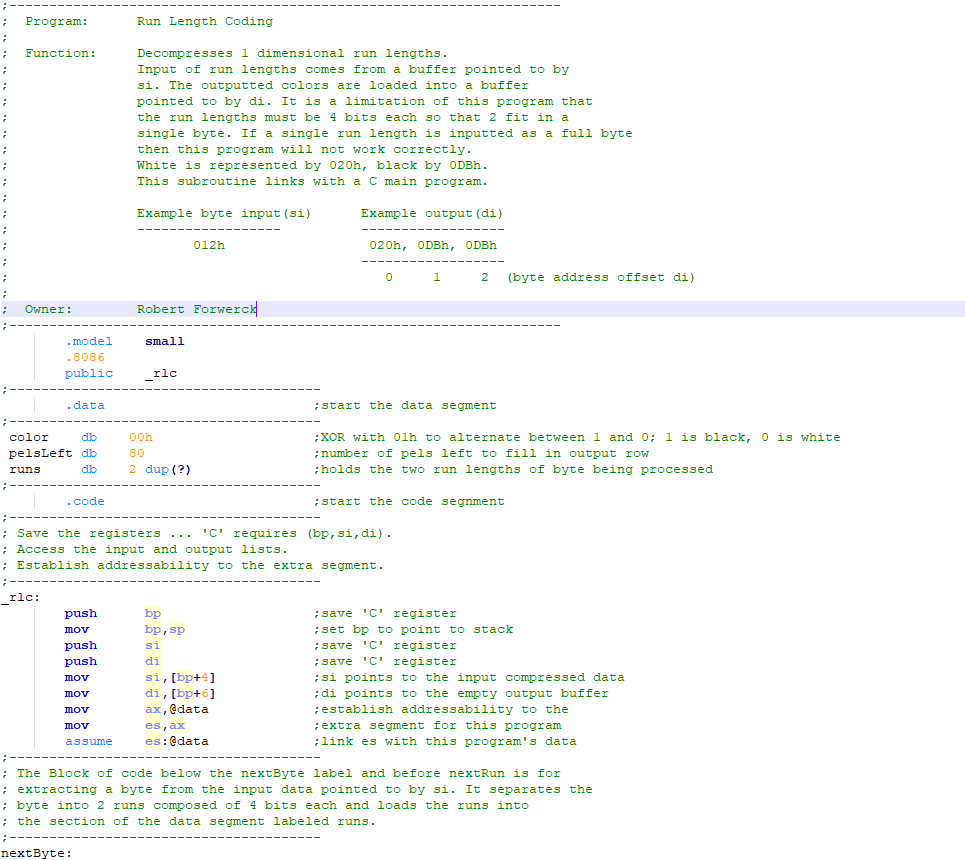 ;---------------------------------------------------------------------
;  Program:      Run Length Coding
;
;  Function:     Decompresses 1 dimensional run lengths.
;                Input of run lengths comes from a buffer pointed to by
;                si. The outputted colors are loaded into a buffer
;                pointed to by di. It is a limitation of this program that
;                the run lengths must be 4 bits each so that 2 fit in a
;                single byte. If a single run length is inputted as a full byte
;                then this program will not work correctly.
;                White is represented by 020h, black by 0DBh.
;                This subroutine links with a C main program.
;
;                Example byte input(si)      Example output(di)
;                ------------------          ------------------
;                       012h                  020h, 0DBh, 0DBh
;                                            ------------------
;                                               0     1     2  (byte address offset di)
;
;  Owner:        Robert Forwerck
;---------------------------------------------------------------------
        .model    small
        .8086
        public    _rlc
;---------------------------------------
        .data                          ;start the data segment
;---------------------------------------
 color    db    00h                    ;XOR with 01h to alternate between 1 and 0; 1 is black, 0 is white
 pelsLeft db    80                     ;number of pels left to fill in output row
 runs     db    2 dup(?)               ;holds the two run lengths of byte being processed
;---------------------------------------
        .code                          ;start the code segnment
;---------------------------------------
; Save the registers ... 'C' requires (bp,si,di).
; Access the input and output lists.
; Establish addressability to the extra segment.
;---------------------------------------
_rlc:
        push      bp                   ;save 'C' register
        mov       bp,sp                ;set bp to point to stack
        push      si                   ;save 'C' register
        push      di                   ;save 'C' register
        mov       si,[bp+4]            ;si points to the input compressed data
        mov       di,[bp+6]            ;di points to the empty output buffer
        mov       ax,@data             ;establish addressability to the
        mov       es,ax                ;extra segment for this program
        assume    es:@data             ;link es with this program's data
;---------------------------------------
; The Block of code below the nextByte label and before nextRun is for
; extracting a byte from the input data pointed to by si. It separates the
; byte into 2 runs composed of 4 bits each and loads the runs into
; the section of the data segment labeled runs.
;---------------------------------------
nextByte: